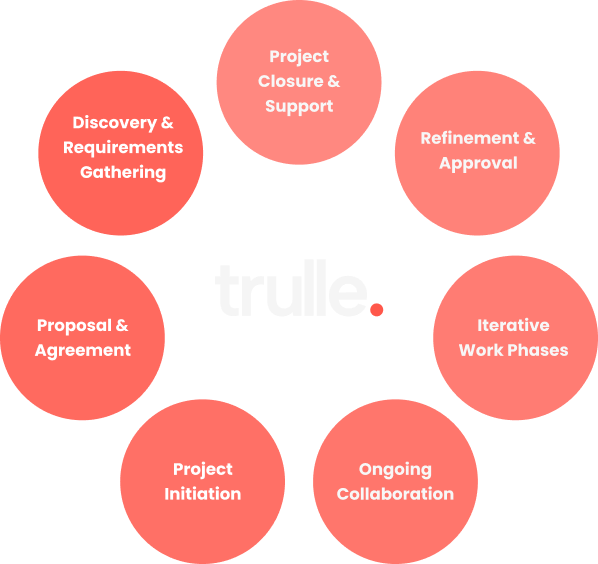 Project
Closure &
Support
Discovery &
Requirements
Gathering
Refinement &
Approval
trulle.
Proposal &
Agreement
Iterative
Work Phases
Project
Initiation
Ongoing
Collaboration